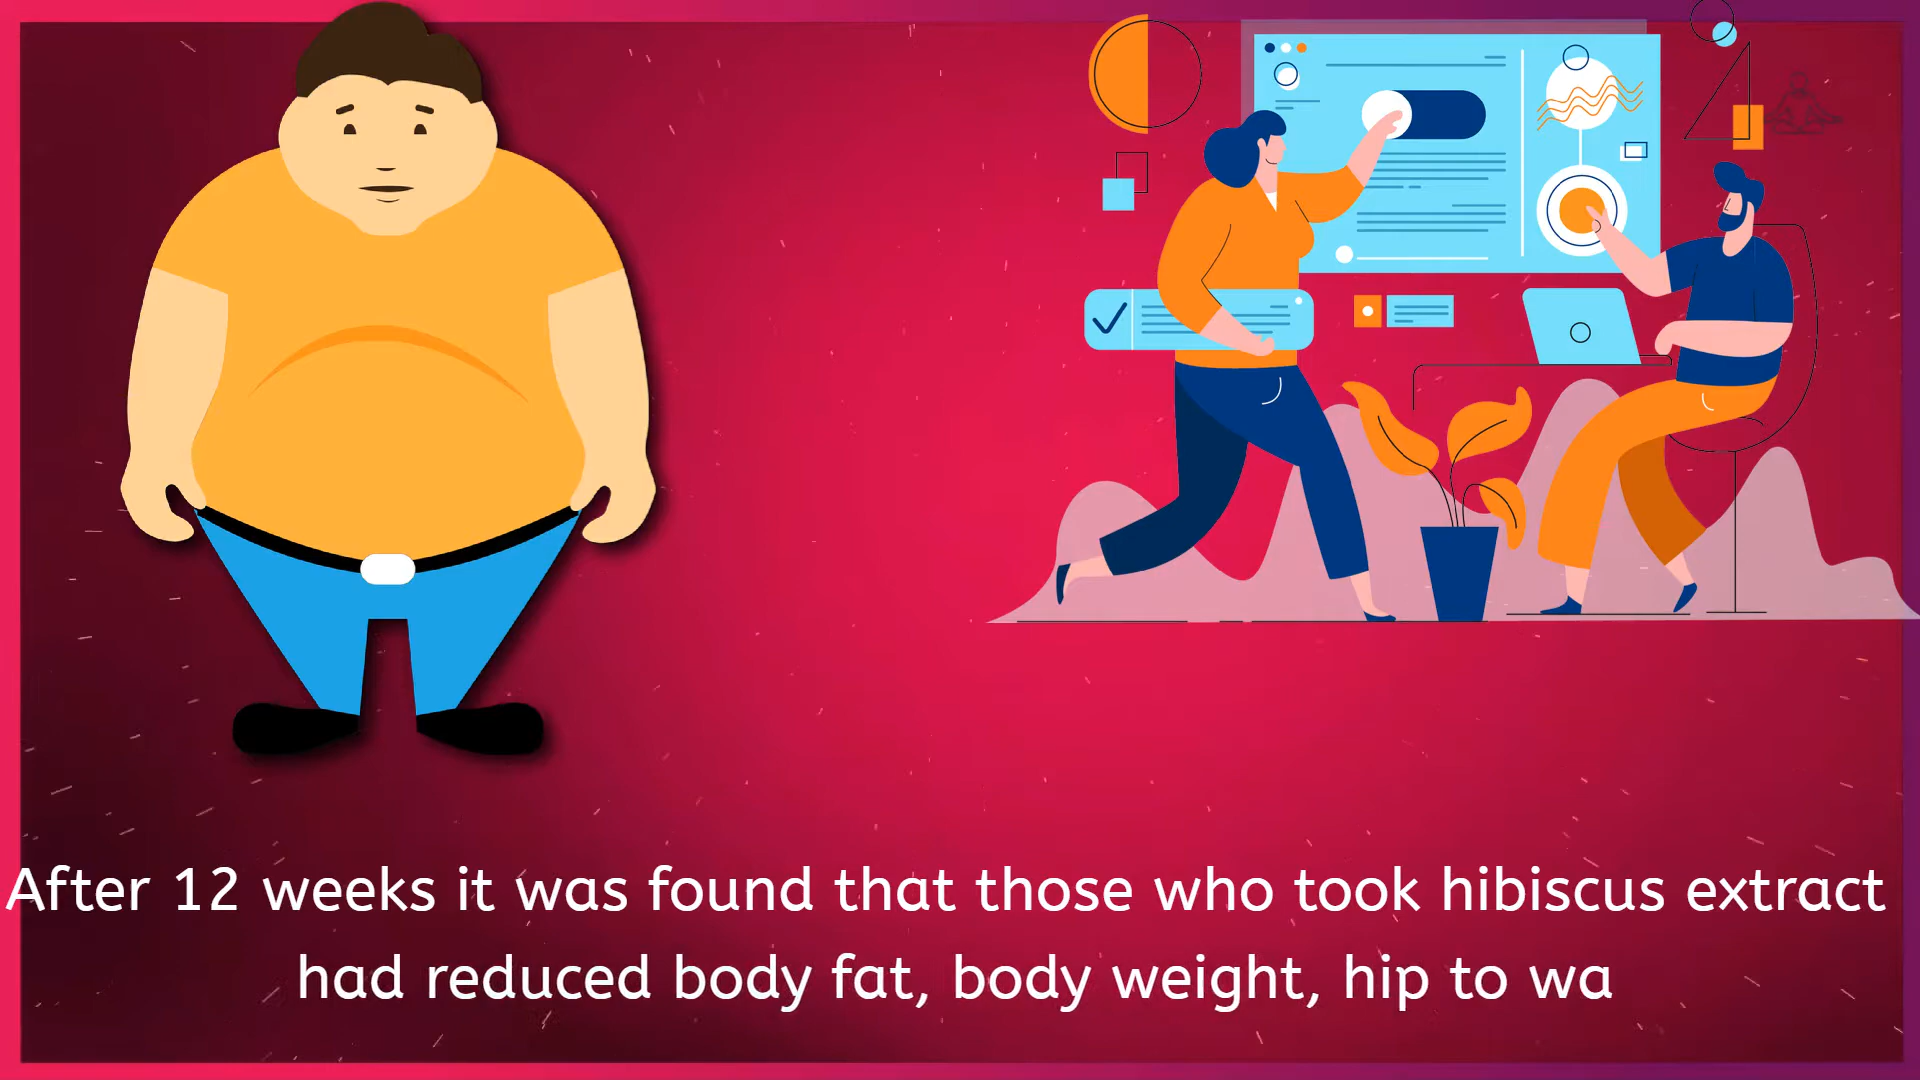 After 12 weeks it was found that those who took hibiscus extract
had reduced body fat, body weight, hip to wa